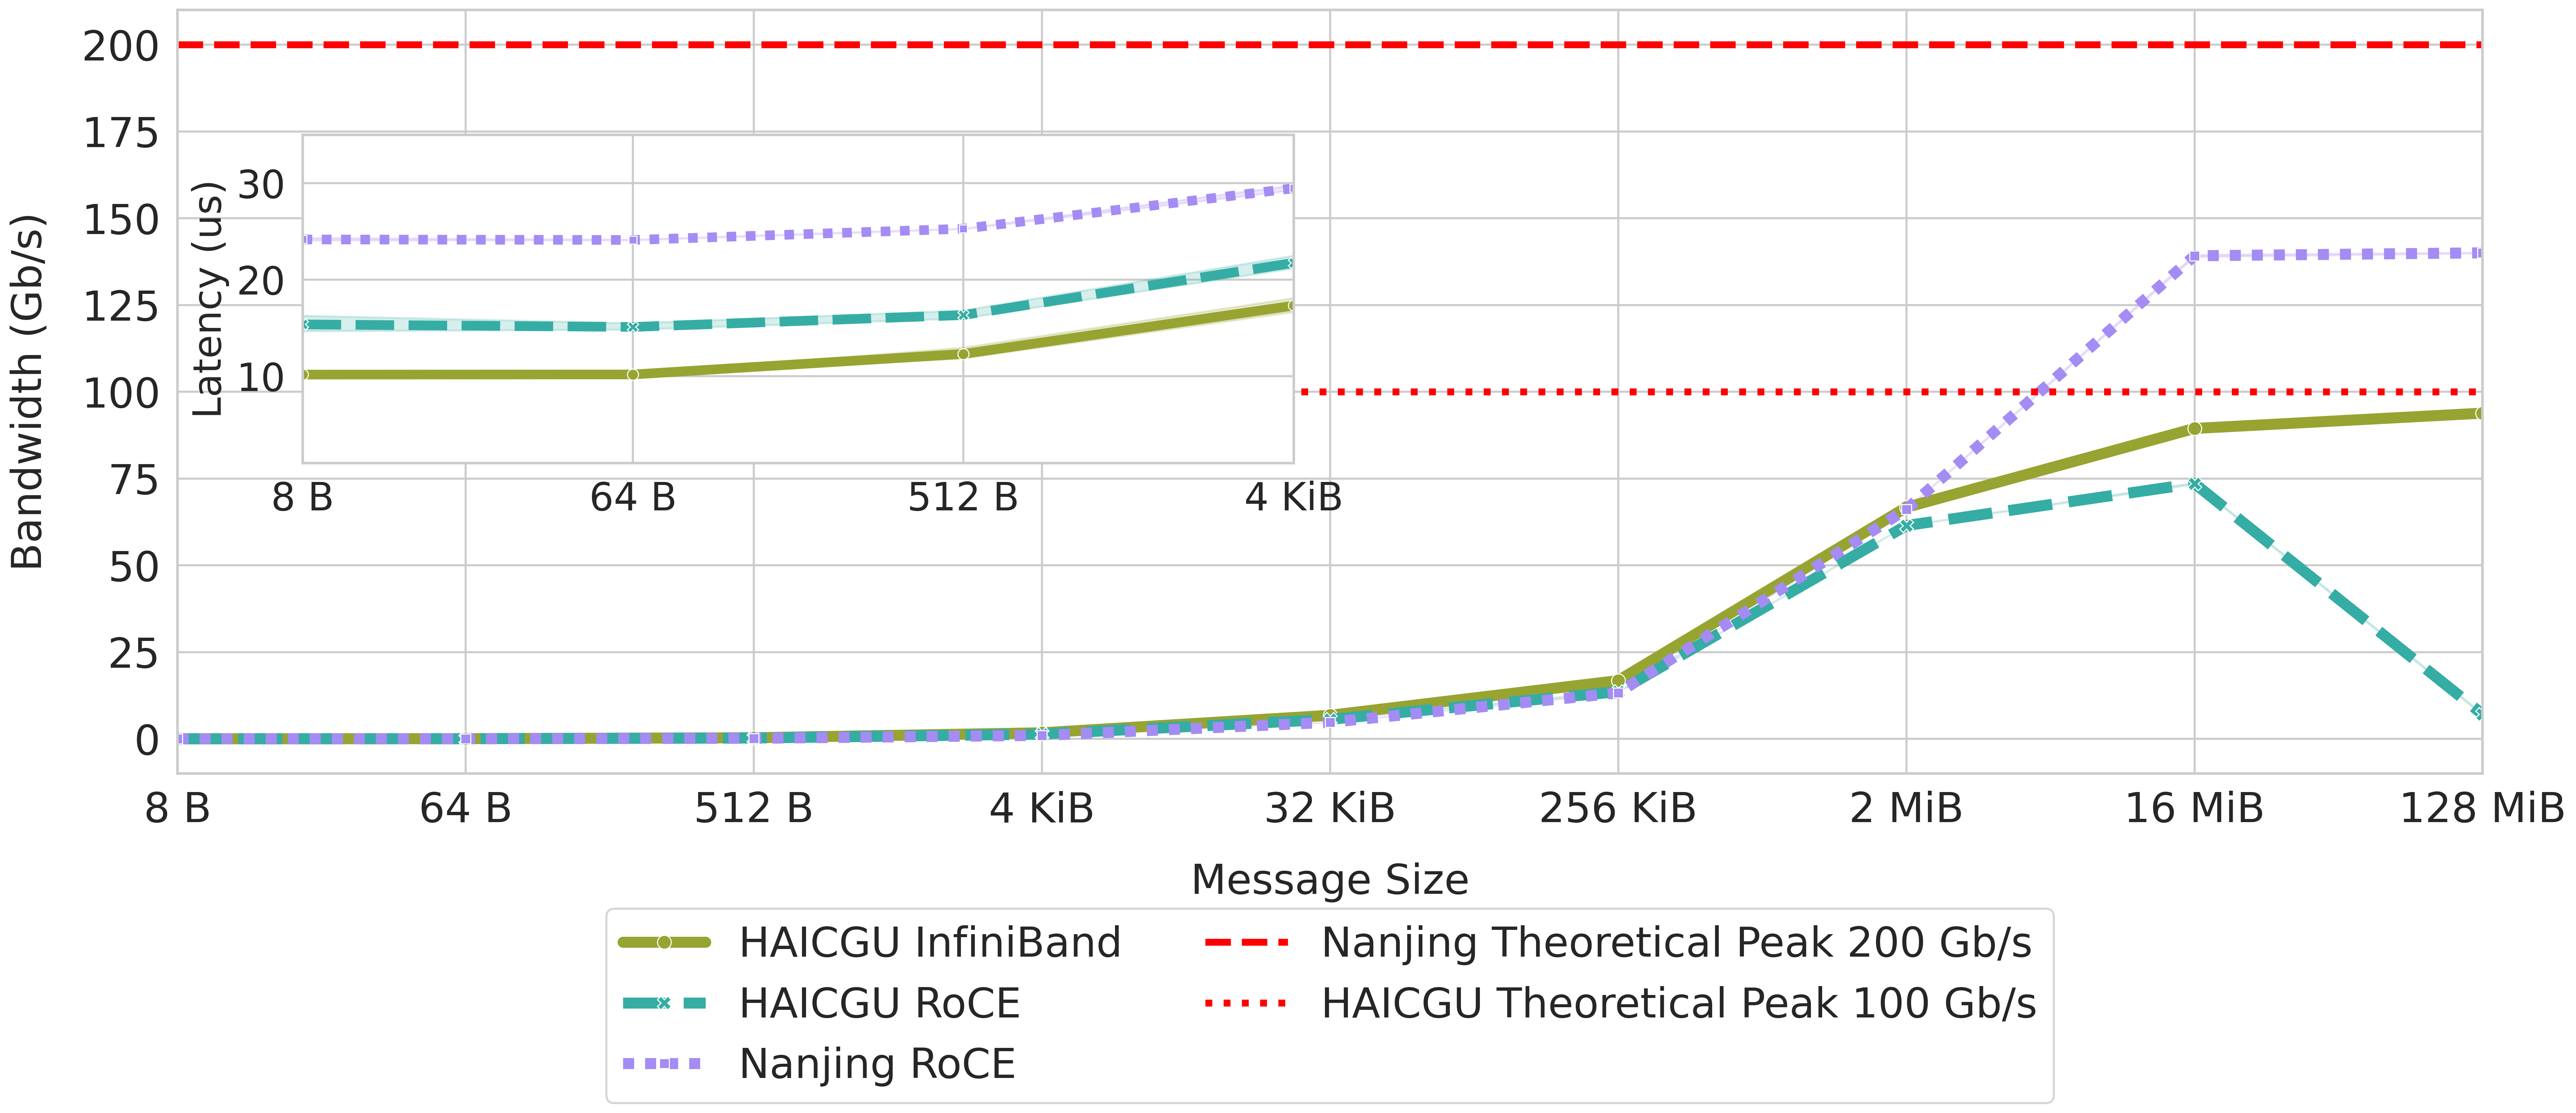 Bandwidth (Gb/s)
200
175
150
125
100
75
50
25
0
Latency (us)
30
20
10
8 B
64 B
512 B
4 KiB
8 B
64 B
512 B
4 KiB
32 KiB
256 KiB
2 MiB
16 MiB
128 MiB
Message Size
HAICGU InfiniBand
HAICGU RoCE
Nanjing RoCE
Nanjing Theoretical Peak 200 Gb/s
HAICGU Theoretical Peak 100 Gb/s